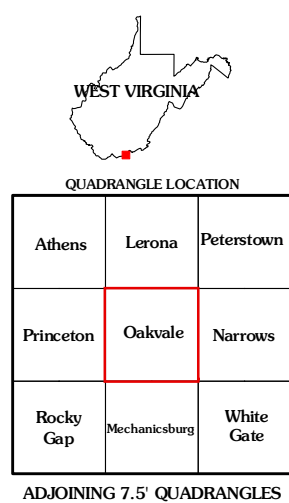 WEST VIRGINIA
QUADRANGLE LOCATION
Athens
Lerona
Peterstown
Princeton
Oakvale
Narrows
Rocky
Gap
Mechanicsburg
White
Gate
ADJOINING 7.5' QUADRANGLES